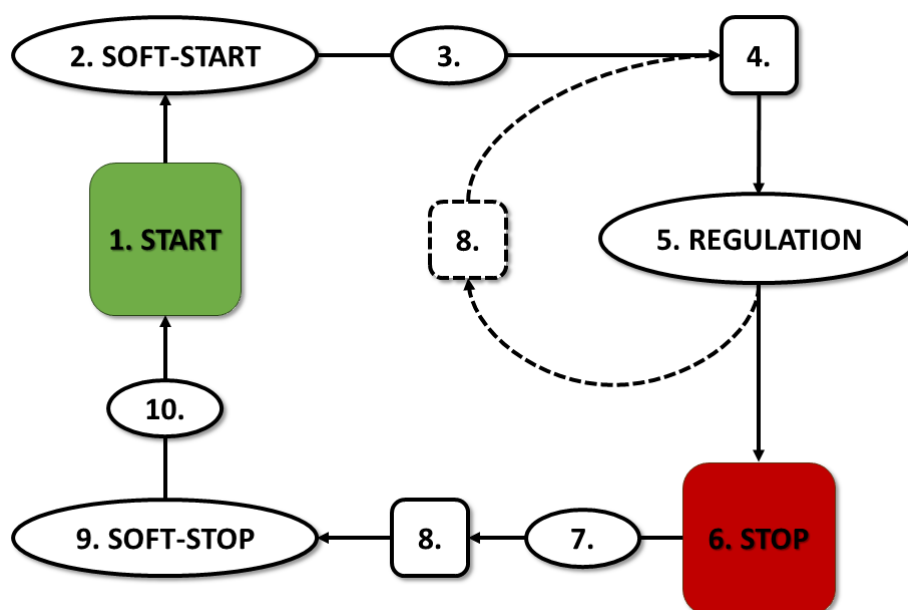 2. SOFT-START
3.
4.
1. START
8.
5. REGULATION
10.
9. SOFT-STOP
8.
7.
6. STOP